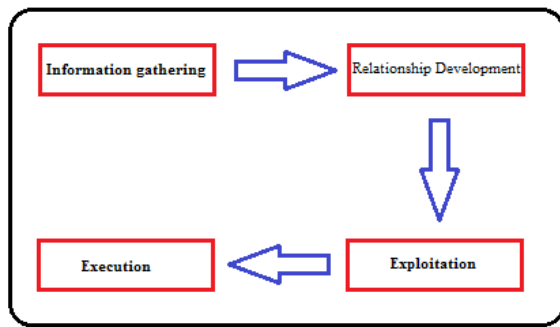 Information gathering
Relationship Development
Execution
Exploitation